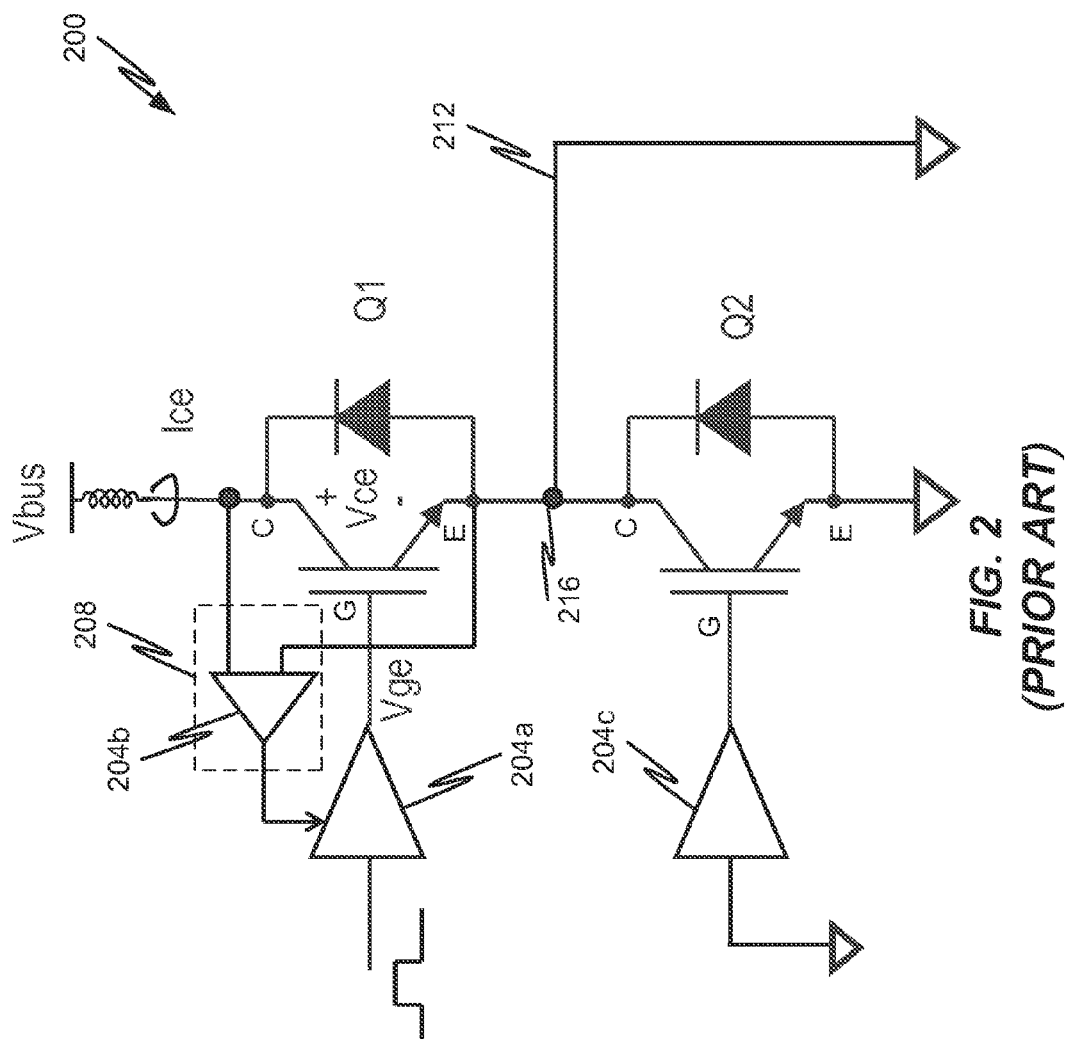 200
Vbus
Ice
212
208
204b
C
+
Vce
-
Q1
G
E
Vge
216
204a
204c
C
G
E
Q2
FIG. 2
(PRIOR ART)